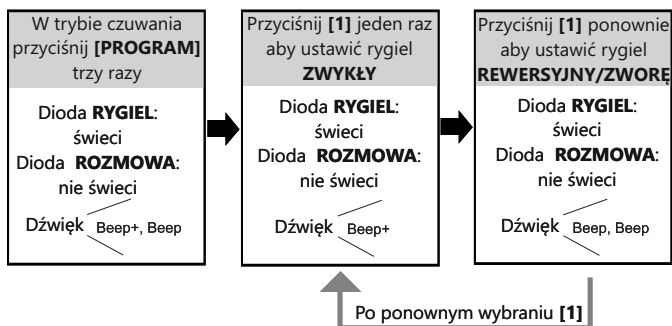 W trybie czuwania
przyciśnij [PROGRAM]
trzy razy
Dioda RYGIEL:
świeci
Dioda ROZMOWA:
nie świeci
Dźwięk Beep+, Beep
Przyciśnij [1] jeden raz
aby ustawić rygiel
ZWYKŁY
Dioda RYGIEL:
świeci
Dioda ROZMOWA:
nie świeci
Dźwięk Beep+
Przyciśnij [1] ponownie
aby ustawić rygiel
REWERSYJNY/ZWORĘ
Dioda RYGIEL:
świeci
Dioda ROZMOWA:
nie świeci
Dźwięk Beep, Beep
Po ponownym wybraniu [1]